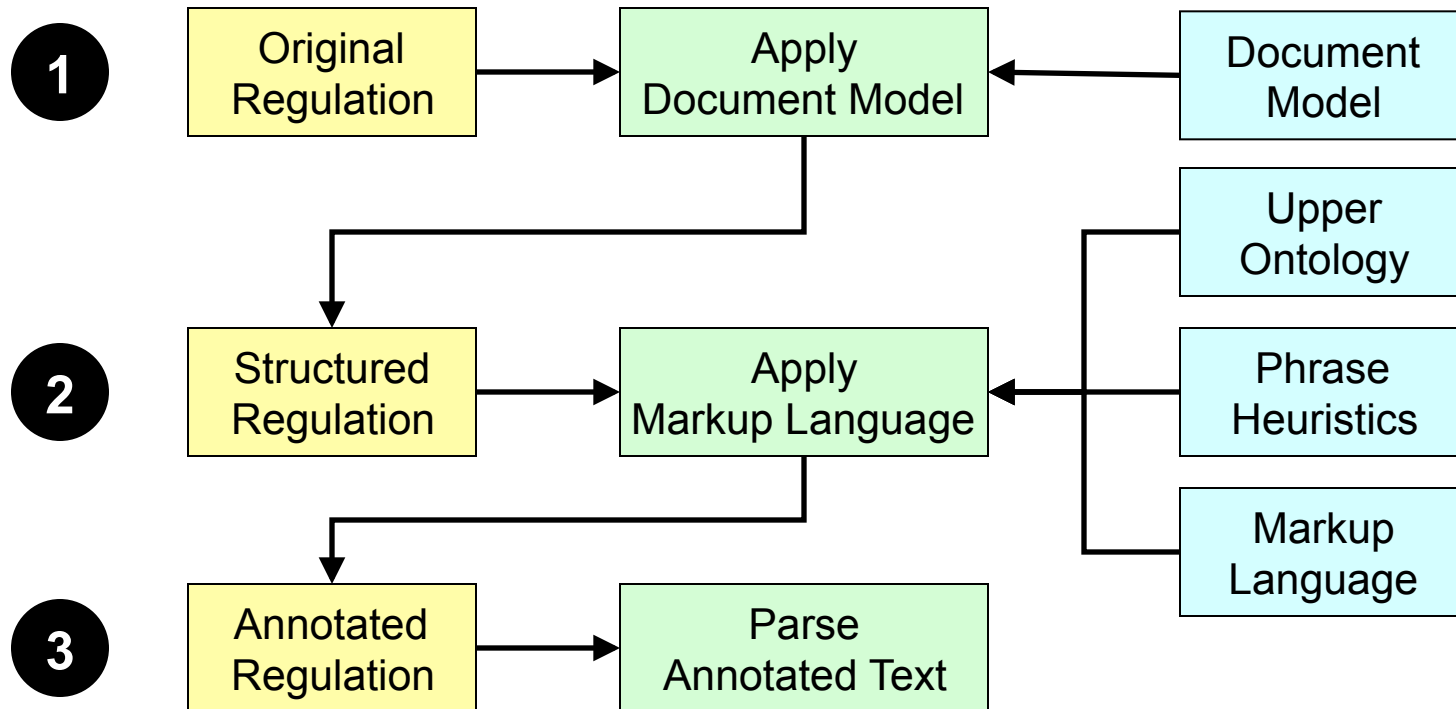 1
Original
Regulation
Apply
Document Model
Document
Model
Upper
Ontology
2
Structured
Regulation
Apply
Markup Language
Phrase
Heuristics
Markup
Language
3
Annotated
Regulation
Parse
Annotated Text